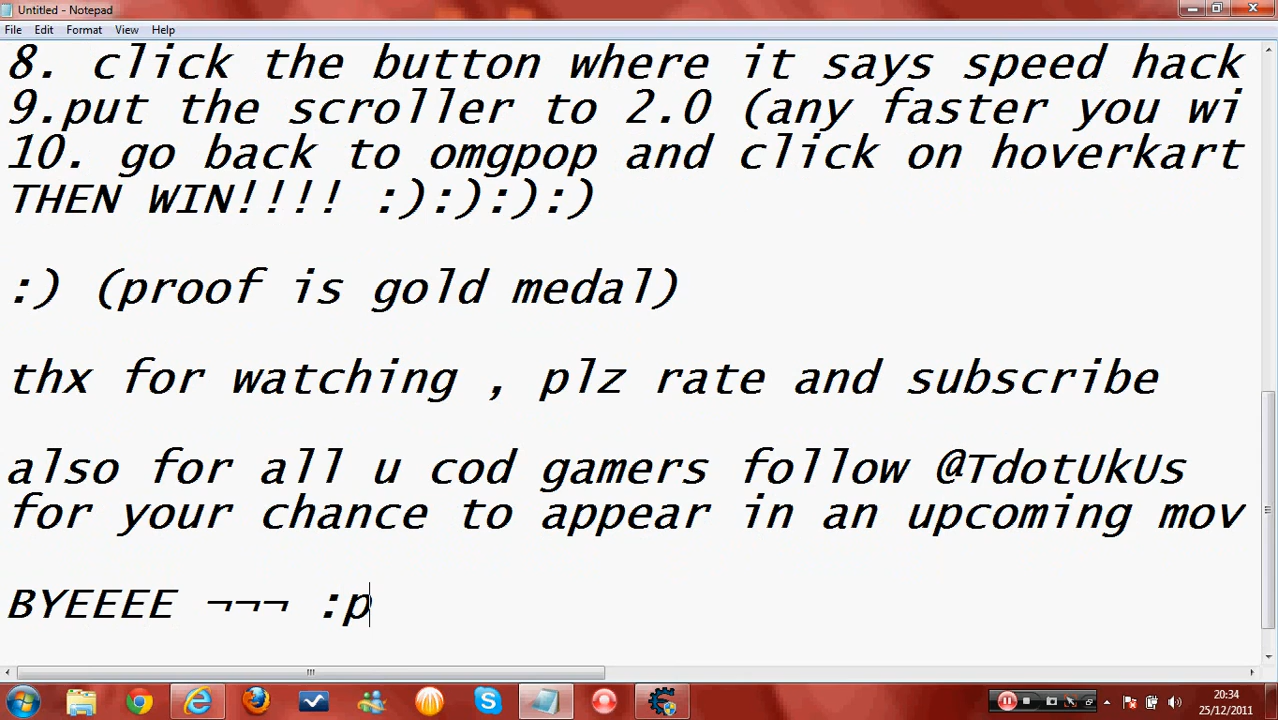 Untitled - Notepad
File Edit Format View Help
8. click the button where it says speed hack
9.put the scroller to 2.0 (any faster you wi
10. go back to omgpop and click on hoverkart
THEN WIN!!!! :):):):)
:) (proof is gold medal)
thx for watching , plz rate and subscribe
also for all u cod gamers follow @TdotUkUs
for your chance to appear in an upcoming mov
BYEEEE ¬¬¬ :p
20:34
25/12/2011